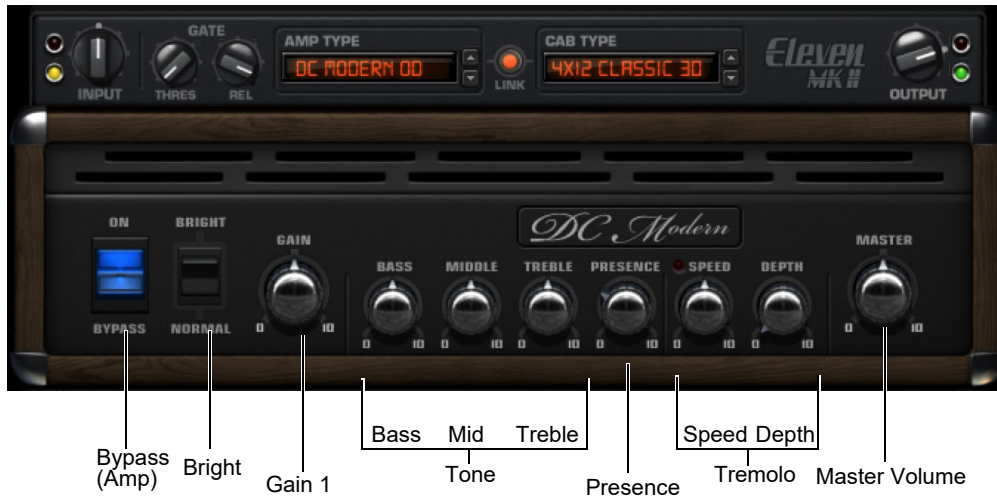 GATE
AMP TYPE
CAB TYPE
DC MODERN OD
4X12 CLASSIC 30
Eleven
MK II
INPUT
THRES
REL
LINK
OUTPUT
ON
BRIGHT
GAIN
DC Modern
MASTER
BASS
MIDDLE
TREBLE
PRESENCE
SPEED
DEPTH
BYPASS
NORMAL
0 10
0 10
0 10
0 10
0 10
0 10
0 10
0 10
Bypass
(Amp)
Bright
Gain 1
Bass Mid Treble
Tone
Presence
Speed Depth
Tremolo
Master Volume